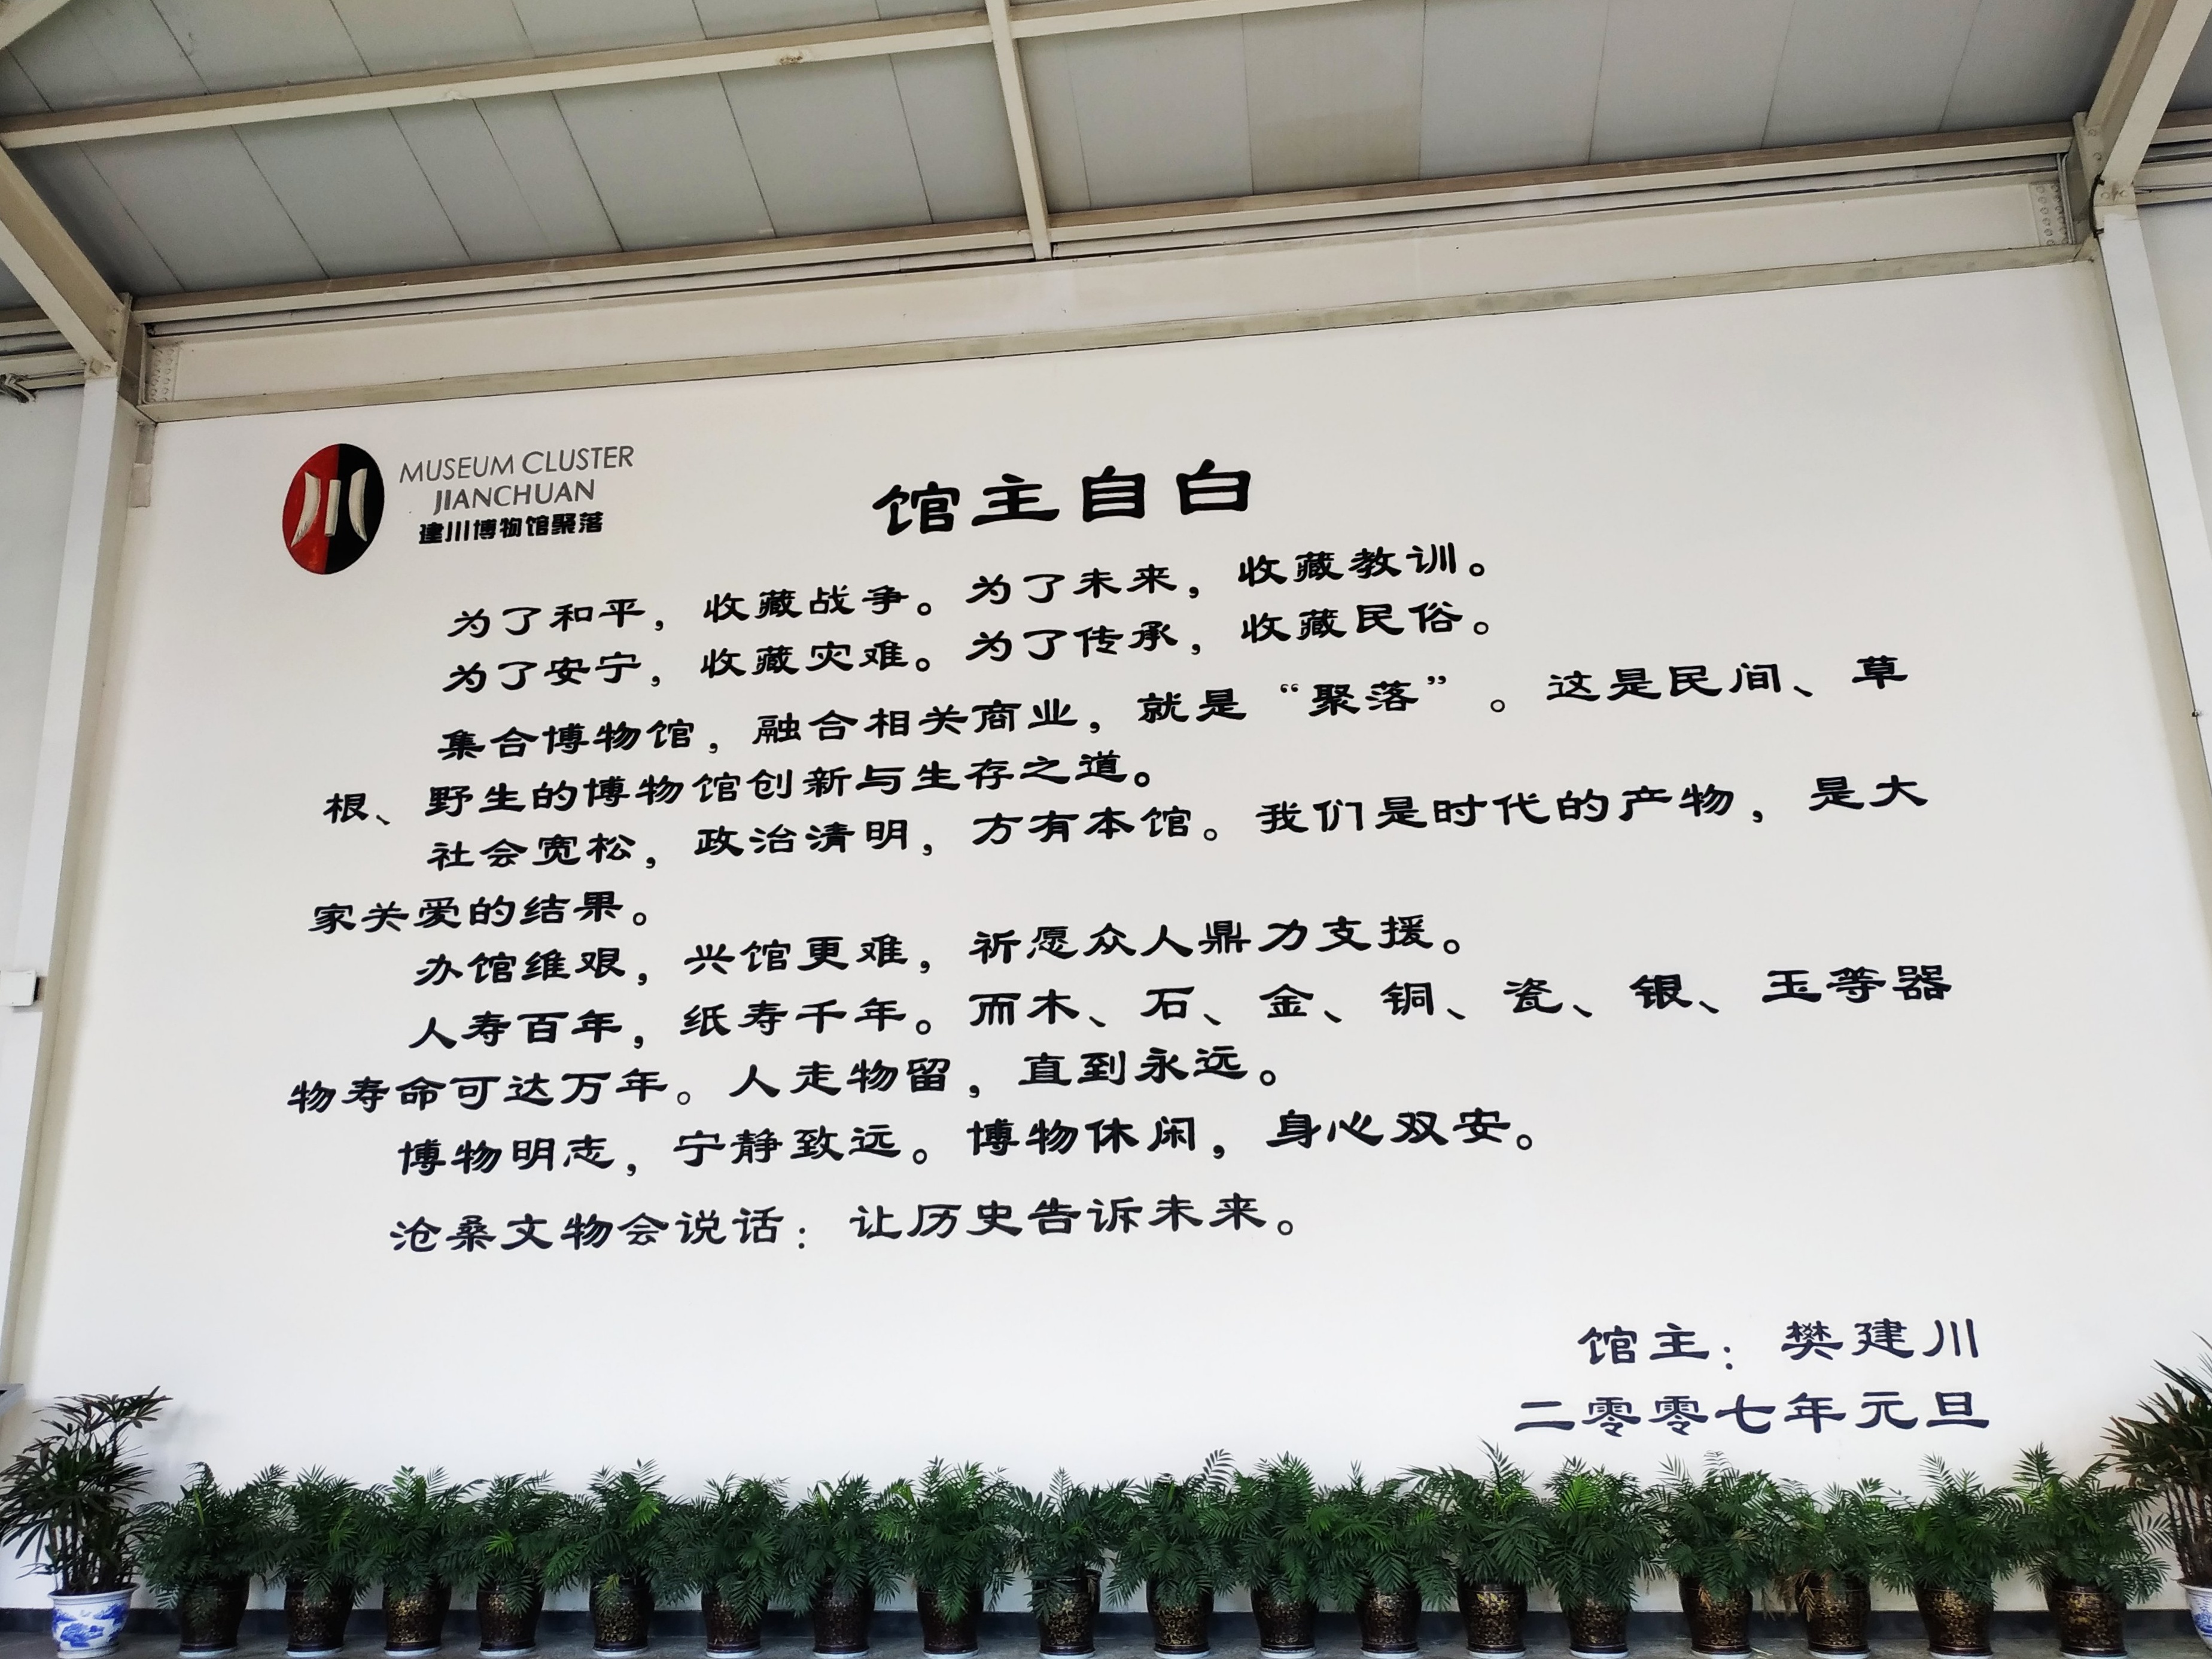 MUSEUM CLUSTER
JIANCHUAN
建川博物馆聚落
馆主自白
为了和平，收藏战争。为了未来，收藏教训。
为了安宁，收藏灾难。为了传承，收藏民俗。
集合博物馆，融合相关商业，就是“聚落”。这是民间、草
根、野生的博物馆创新与生存之道。
社会宽松，政治清明，方有本馆。我们是时代的产物，是大
家关爱的结果。
办馆维艰，兴馆更难，祈愿众人鼎力支援。
人寿百年，纸寿千年。而木、石、金、铜、瓷、银、玉等器
物寿命可达万年。人走物留，直到永远。
博物明志，宁静致远。博物休闲，身心双安。
沧桑文物会说话：让历史告诉未来。
馆主：樊建川
二零零七年元旦